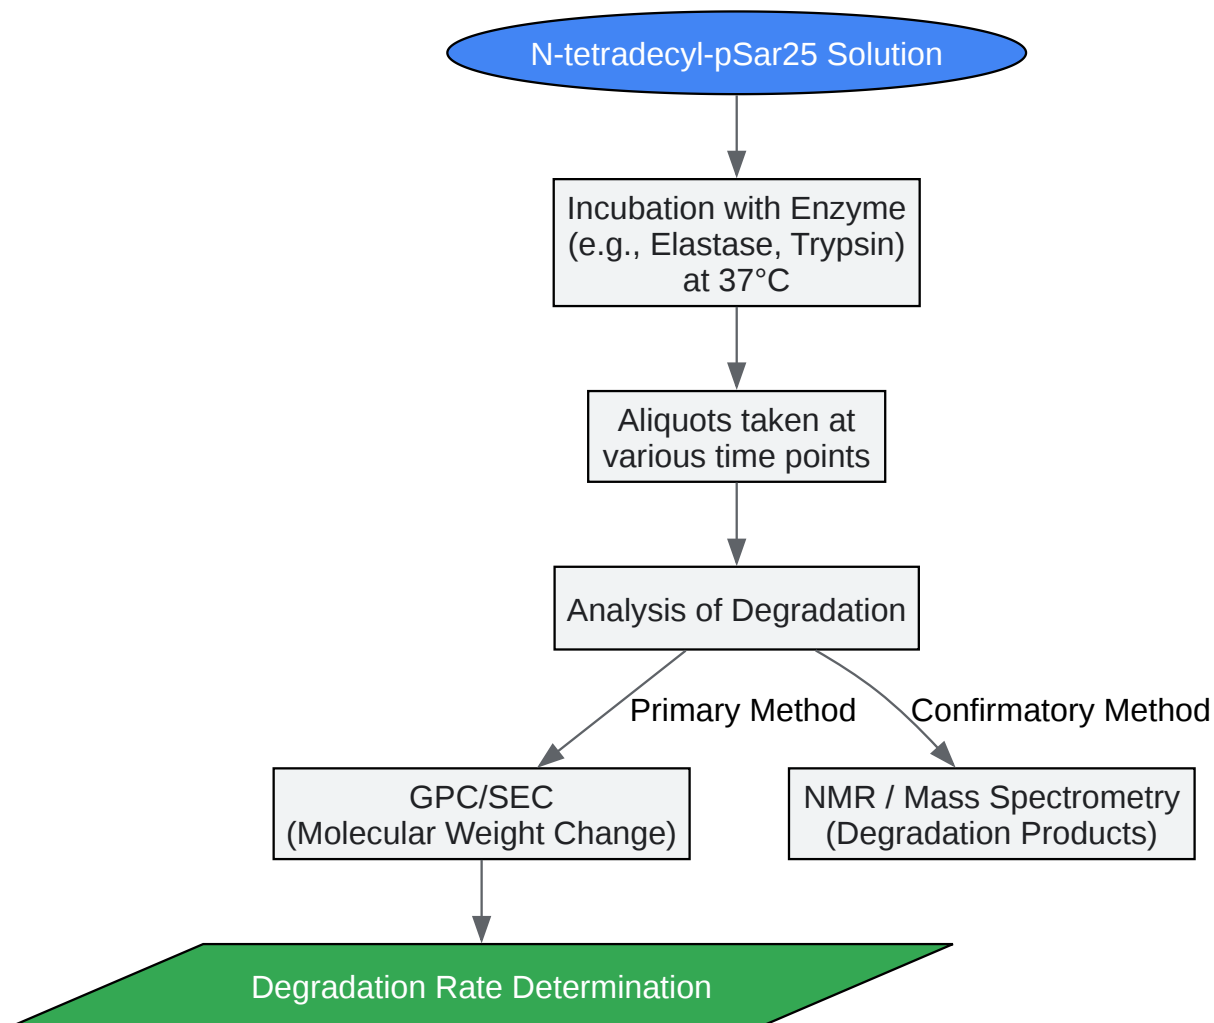 N-tetradecyl-pSar25 Solution
Incubation with Enzyme
(e.g., Elastase, Trypsin)
at 37°C
Aliquots taken at
various time points
Analysis of Degradation
Primary Method
Confirmatory Method
GPC/SEC
(Molecular Weight Change)
NMR / Mass Spectrometry
(Degradation Products)
Degradation Rate Determination